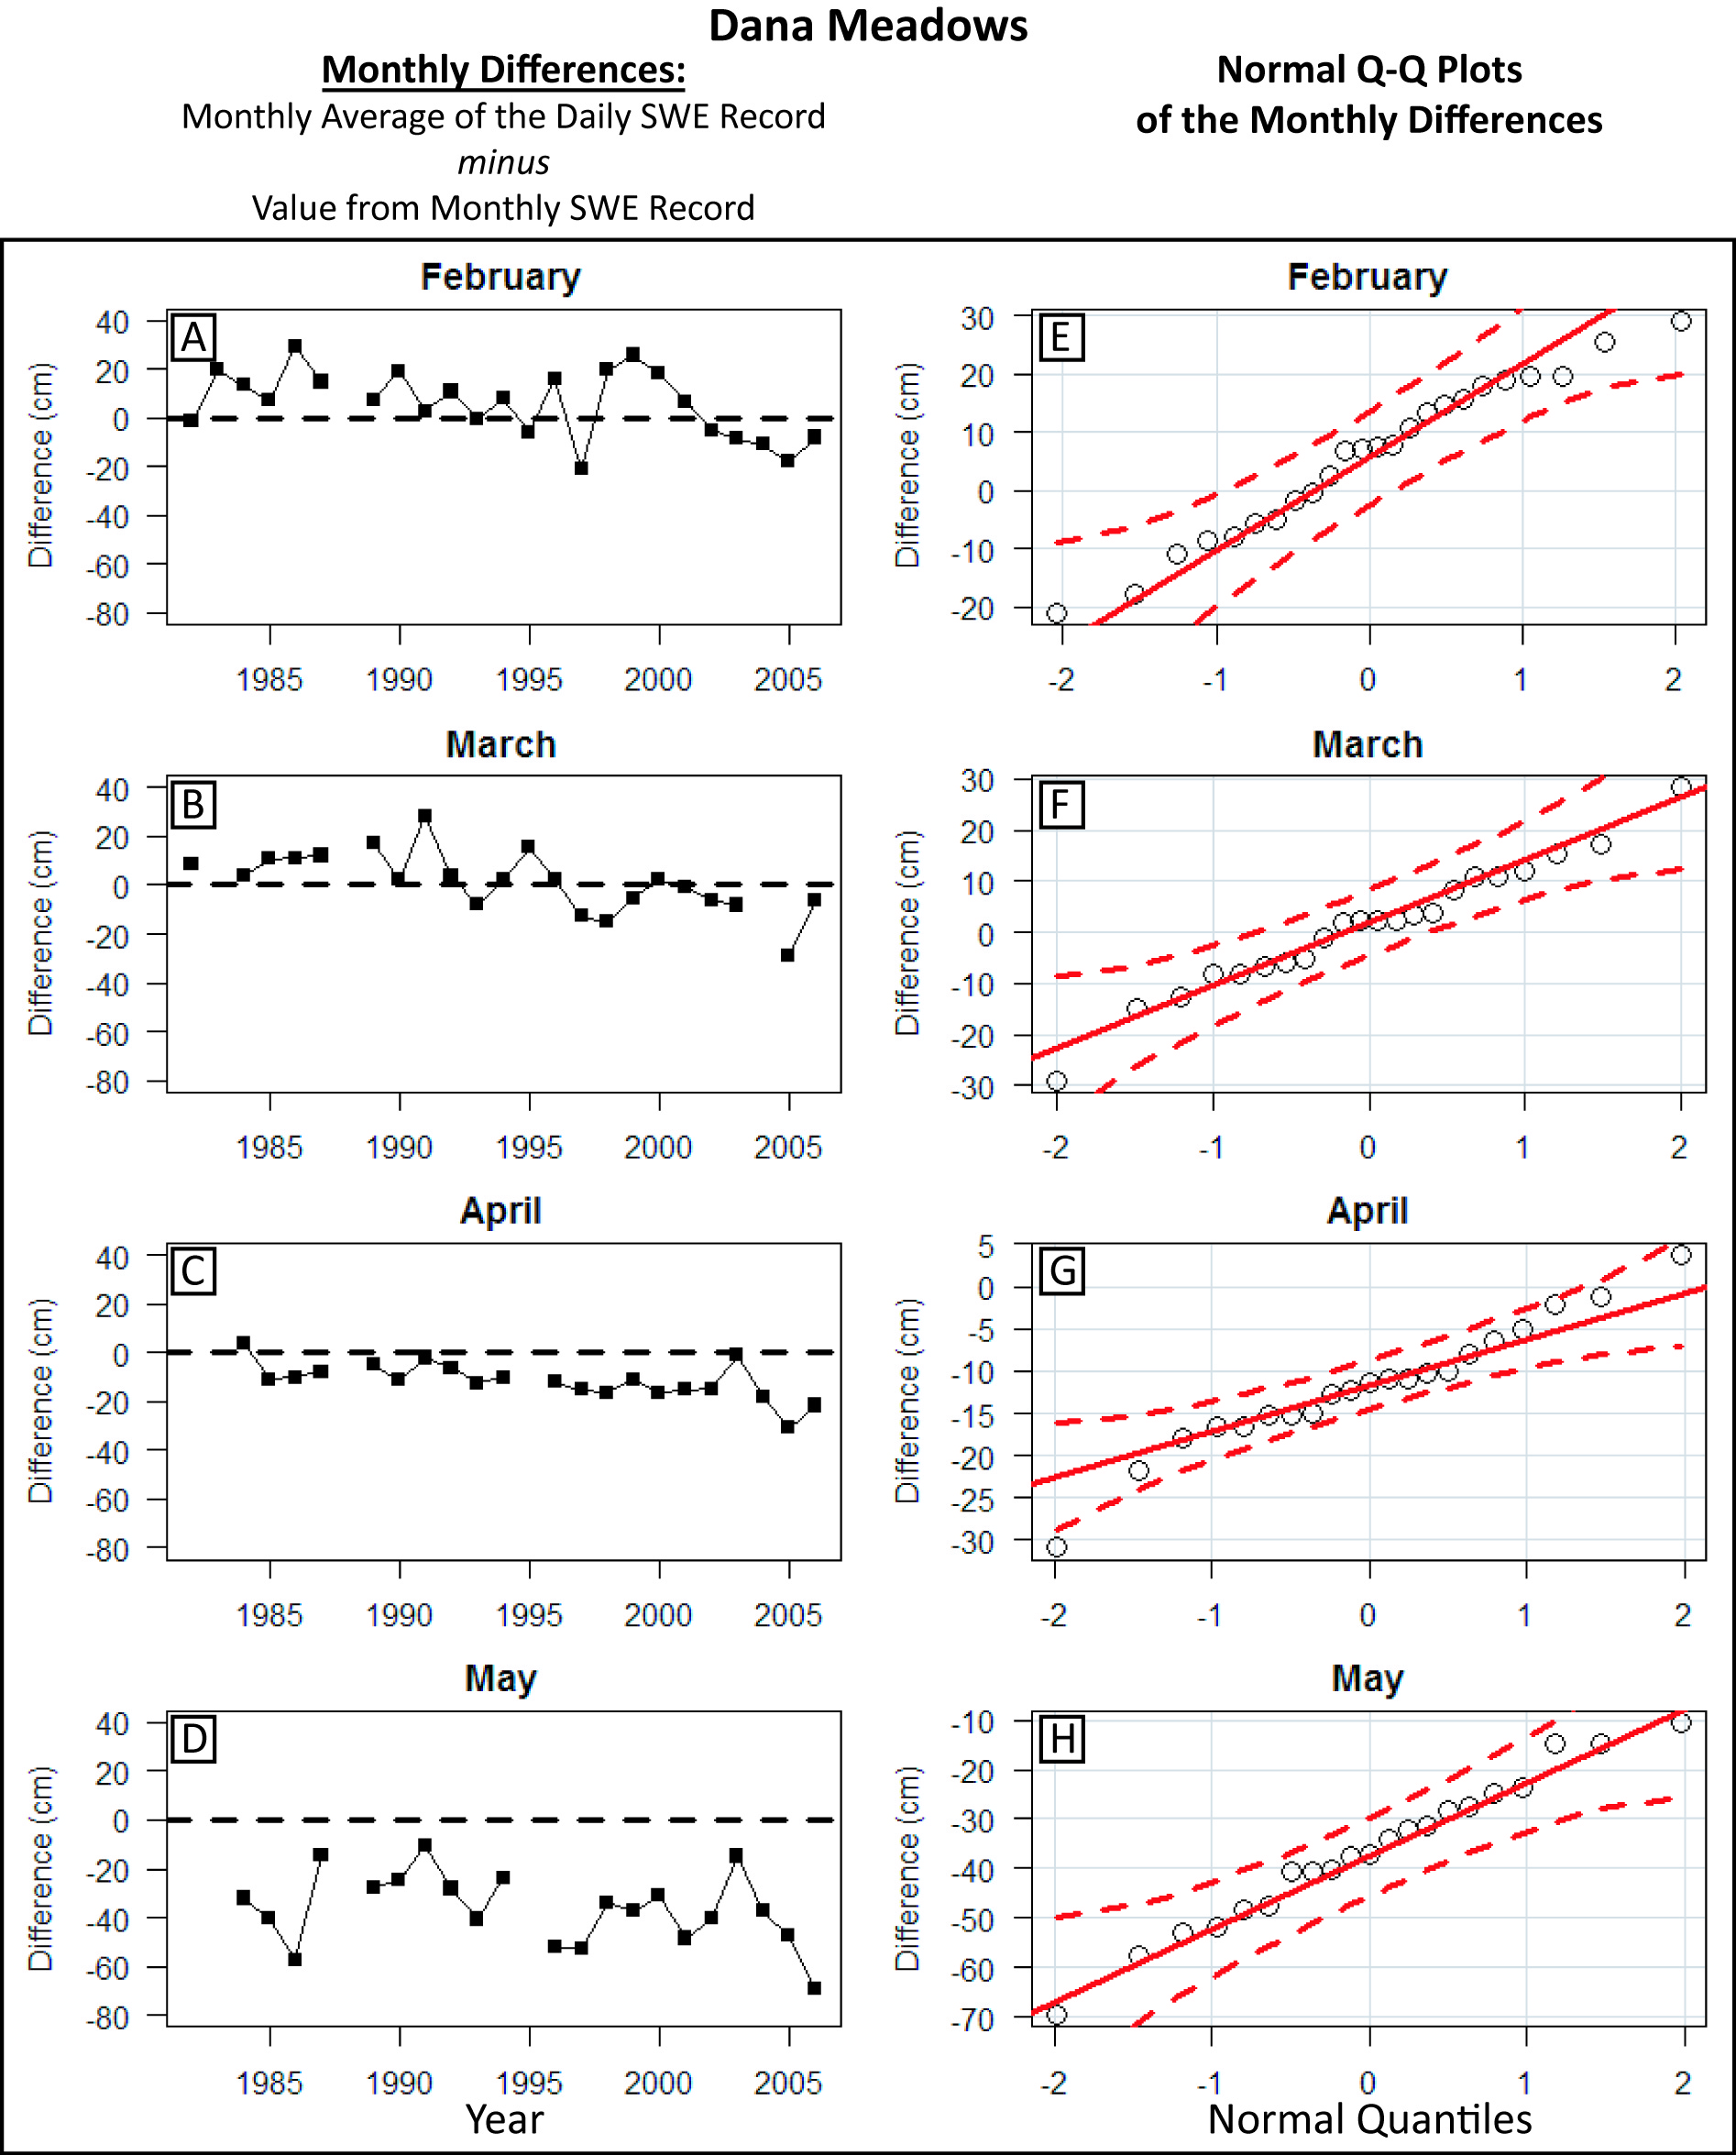 Dana Meadows
Monthly Differences:
Monthly Average of the Daily SWE Record
minus
Value from Monthly SWE Record
Normal Q-Q Plots
of the Monthly Differences
February
A
Difference (cm)
40
20
0
-20
-40
-60
-80
1985 1990 1995 2000 2005
February
E
Difference (cm)
30
20
10
0
-10
-20
-2 -1 0 1 2
March
B
Difference (cm)
40
20
0
-20
-40
-60
-80
1985 1990 1995 2000 2005
March
F
Difference (cm)
30
20
10
0
-10
-20
-30
-2 -1 0 1 2
April
C
Difference (cm)
40
20
0
-20
-40
-60
-80
1985 1990 1995 2000 2005
April
G
Difference (cm)
5
0
-5
-10
-15
-20
-25
-30
-2 -1 0 1 2
May
D
Difference (cm)
40
20
0
-20
-40
-60
-80
1985 1990 1995 2000 2005
Year
May
H
Difference (cm)
-10
-20
-30
-40
-50
-60
-70
-2 -1 0 1 2
Normal Quantiles